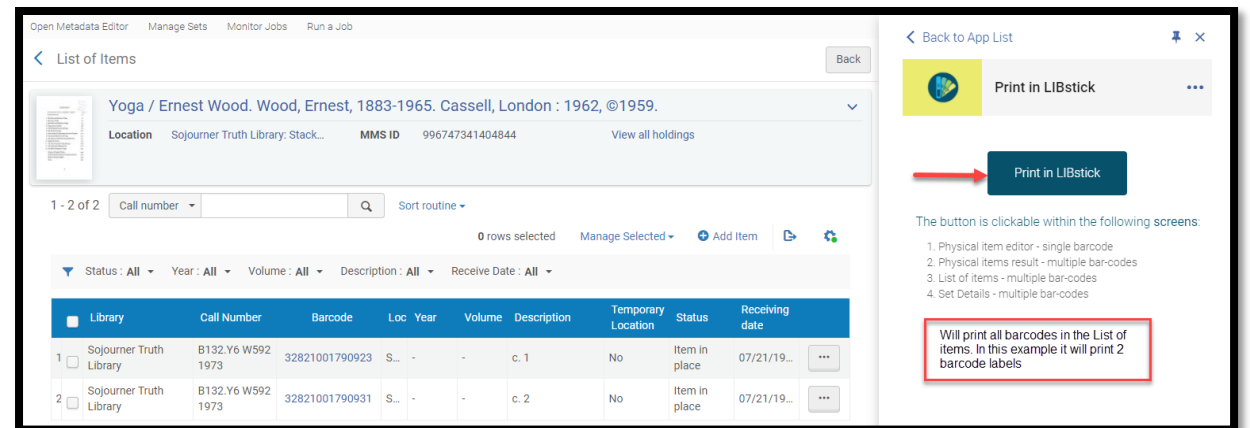 Open Metadata Editor Manage Sets Monitor Jobs Run a Job
List of Items
Back
Yoga / Ernest Wood. Wood, Ernest, 1883-1965. Cassell, London : 1962, ©1959.
Location Sojourner Truth Library: Stack... MMS ID 996747341404844 View all holdings
1 - 2 of 2 Call number Sort routine
0 rows selected Manage Selected Add Item
Status : All Year : All Volume : All Description : All Receive Date : All
Library Call Number Barcode Loc Year Volume Description Temporary Location Status Receiving date
1 Sojourner Truth Library B132.Y6 W592 1973 32821001790923 S... - - c. 1 No Item in place 07/21/19... ...
2 Sojourner Truth Library B132.Y6 W592 1973 32821001790931 S... - - c. 2 No Item in place 07/21/19... ...
Back to App List
Print in LIBstick ...
Print in LIBstick
The button is clickable within the following screens:
1. Physical item editor - single barcode
2. Physical items result - multiple bar-codes
3. List of items - multiple bar-codes
4. Set Details - multiple bar-codes
Will print all barcodes in the List of
items. In this example it will print 2
barcode labels